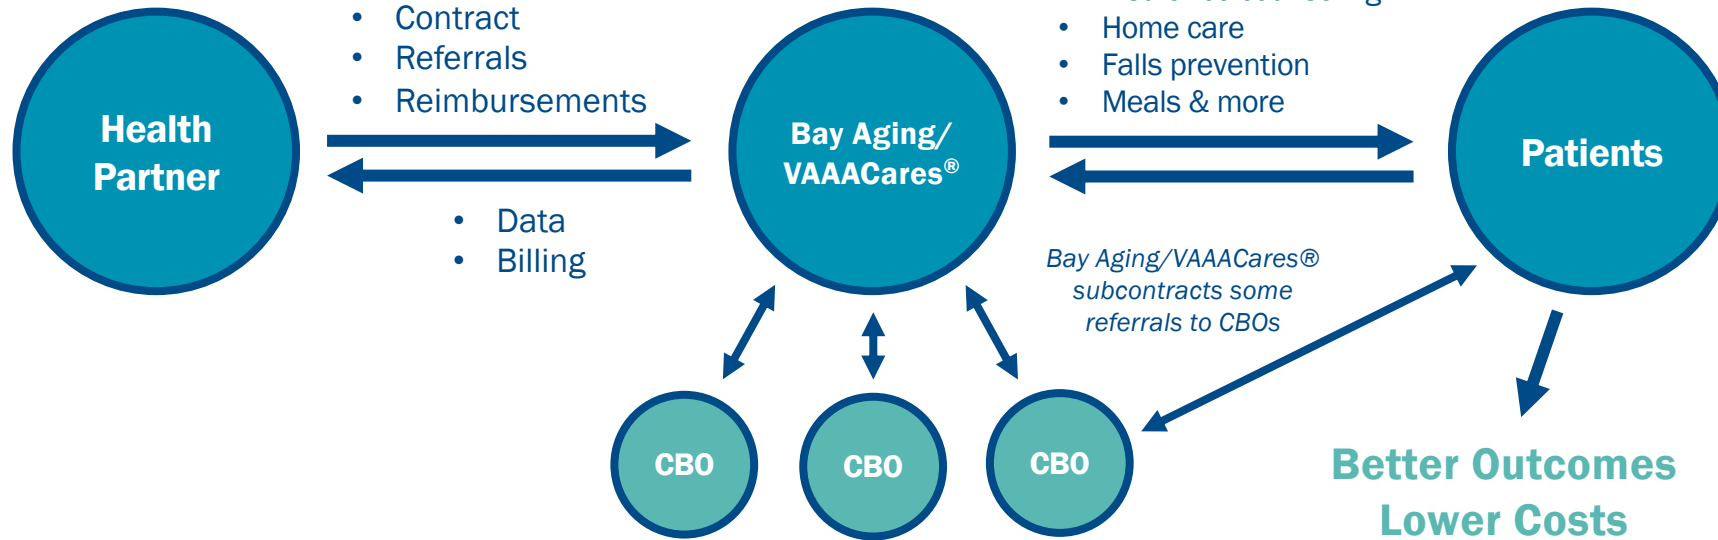 • Contract
• Referrals
• Reimbursements
• Home care
• Falls prevention
• Meals & more
Health
Partner
Bay Aging/
VAAACares®
Patients
• Data
• Billing
Bay Aging/VAAACares®
subcontracts some
referrals to CBOs
CBO
CBO
CBO
Better Outcomes
Lower Costs